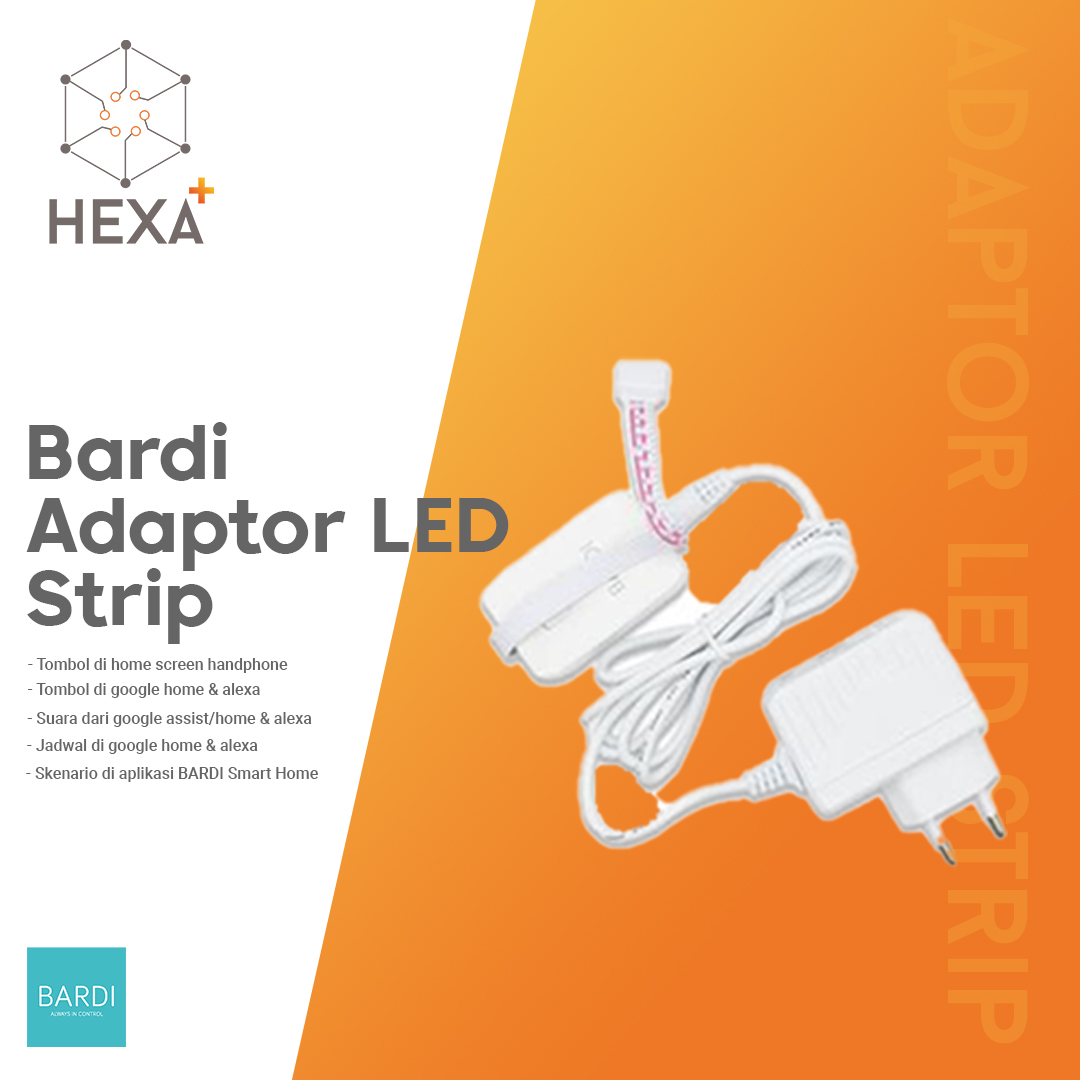 HEXA+
Bardi
Adaptor LED
Strip
- Tombol di home screen handphone
- Tombol di google home & alexa
- Suara dari google assist/home & alexa
- Jadwal di google home & alexa
- Skenario di aplikasi BARDI Smart Home
BARDI
ALWAYS IN CONTROL
ADAPTOR LED STRIP